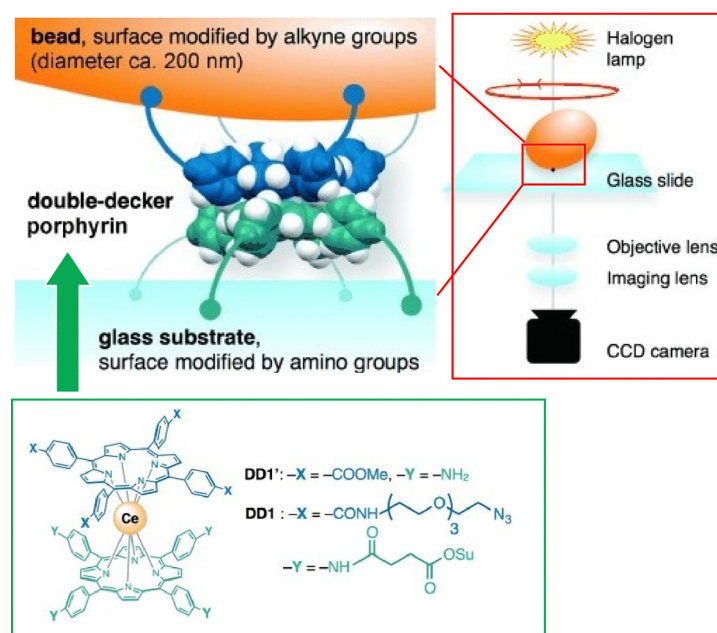 bead, surface modified by alkyne groups
(diameter ca. 200 nm)
double-decker
porphyrin
glass substrate,
surface modified by amino groups
Halogen
lamp
Glass slide
Objective lens
Imaging lens
CCD camera
X
X
X
X
N
N
N
N
Ce
Y
Y
N
N
N
N
Y
Y
DD1’: –X = –COOMe, –Y = –NH₂
DD1 : –X = –CONH O 3 N₃
–Y = –NH O O OSu